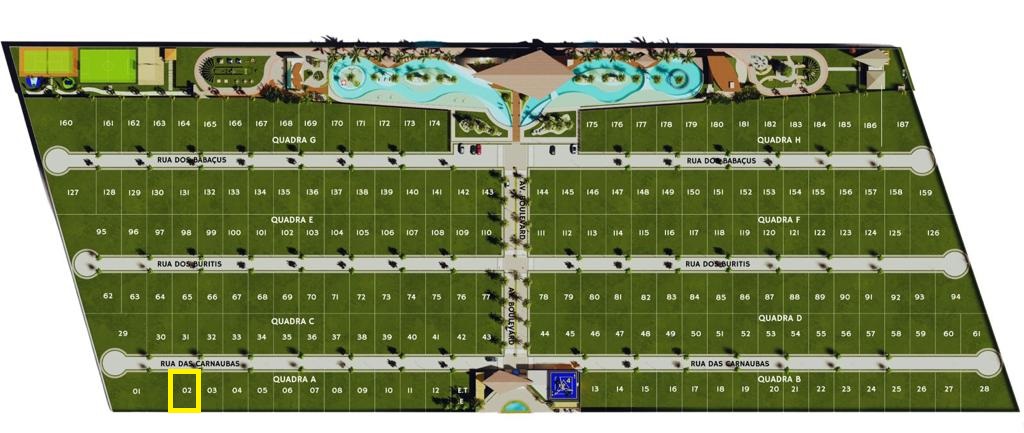 160 161 162 163 164 165 166 167 168 169 170 171 172 173 174 175 176 177 178 179 180 181 182 183 184 185 186 187
QUADRA G QUADRA H
RUA DOS BABAÇUS RUA DOS BABAÇUS
127 128 129 130 131 132 133 134 135 136 137 138 139 140 141 142 143 144 145 146 147 148 149 150 151 152 153 154 155 156 157 158 159
AV. BOULEVARD
QUADRA E QUADRA F
95 96 97 98 99 100 101 102 103 104 105 106 107 108 109 110 111 112 113 114 115 116 117 118 119 120 121 122 123 124 125 126
RUA DOS BURITIS RUA DOS BURITIS
62 63 64 65 66 67 68 69 70 71 72 73 74 75 76 77 78 79 80 81 82 83 84 85 86 87 88 89 90 91 92 93 94
AV. BOULEVARD
QUADRA C QUADRA D
29 30 31 32 33 34 35 36 37 38 39 40 41 42 43 44 45 46 47 48 49 50 51 52 53 54 55 56 57 58 59 60 61
RUA DAS CARNAUBAS RUA DAS CARNAUBAS
QUADRA A QUADRA B
01 02 03 04 05 06 07 08 09 10 11 12 E.T. 13 14 15 16 17 18 19 20 21 22 23 24 25 26 27 28